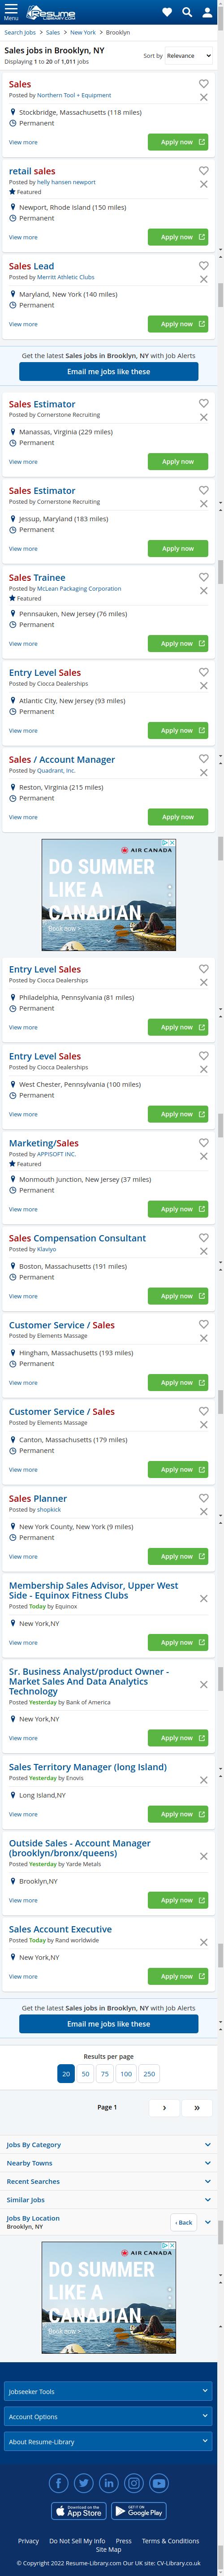 Menu
Resume
-LIBRARY.COM
Search Jobs > Sales > New York > Brooklyn
Sales jobs in Brooklyn, NY
Displaying 1 to 20 of 1,011 jobs
Sort by Relevance
Sales
Posted by Northern Tool + Equipment
Stockbridge, Massachusetts (118 miles)
Permanent
View more
Apply now
retail sales
Posted by helly hansen newport
Featured
Newport, Rhode Island (150 miles)
Permanent
View more
Apply now
Sales Lead
Posted by Merritt Athletic Clubs
Maryland, New York (140 miles)
Permanent
View more
Apply now
Get the latest Sales jobs in Brooklyn, NY with Job Alerts
Email me jobs like these
Sales Estimator
Posted by Cornerstone Recruiting
Manassas, Virginia (229 miles)
Permanent
View more
Apply now
Sales Estimator
Posted by Cornerstone Recruiting
Jessup, Maryland (183 miles)
Permanent
View more
Apply now
Sales Trainee
Posted by McLean Packaging Corporation
Featured
Pennsauken, New Jersey (76 miles)
Permanent
View more
Apply now
Entry Level Sales
Posted by Ciocca Dealerships
Atlantic City, New Jersey (93 miles)
Permanent
View more
Apply now
Sales / Account Manager
Posted by Quadrant, Inc.
Reston, Virginia (215 miles)
Permanent
View more
Apply now
AIR CANADA
DO SUMMER
LIKE A
CANADIAN
Book now >
Entry Level Sales
Posted by Ciocca Dealerships
Philadelphia, Pennsylvania (81 miles)
Permanent
View more
Apply now
Entry Level Sales
Posted by Ciocca Dealerships
West Chester, Pennsylvania (100 miles)
Permanent
View more
Apply now
Marketing/Sales
Posted by APPISOFT INC.
Featured
Monmouth Junction, New Jersey (37 miles)
Permanent
View more
Apply now
Sales Compensation Consultant
Posted by Klaviyo
Boston, Massachusetts (191 miles)
Permanent
View more
Apply now
Customer Service / Sales
Posted by Elements Massage
Hingham, Massachusetts (193 miles)
Permanent
View more
Apply now
Customer Service / Sales
Posted by Elements Massage
Canton, Massachusetts (179 miles)
Permanent
View more
Apply now
Sales Planner
Posted by shopkick
New York County, New York (9 miles)
Permanent
View more
Apply now
Membership Sales Advisor, Upper West
Side - Equinox Fitness Clubs
Posted Today by Equinox
New York,NY
View more
Apply now
Sr. Business Analyst/product Owner -
Market Sales And Data Analytics
Technology
Posted Yesterday by Bank of America
New York,NY
View more
Apply now
Sales Territory Manager (long Island)
Posted Yesterday by Enovis
Long Island,NY
View more
Apply now
Outside Sales - Account Manager
(brooklyn/bronx/queens)
Posted Yesterday by Yarde Metals
Brooklyn,NY
View more
Apply now
Sales Account Executive
Posted Today by Rand worldwide
New York,NY
View more
Apply now
Get the latest Sales jobs in Brooklyn, NY with Job Alerts
Email me jobs like these
Results per page
20 50 75 100 250
Page 1 › »
Jobs By Category
Nearby Towns
Recent Searches
Similar Jobs
Jobs By Location
Brooklyn, NY
‹ Back
AIR CANADA
DO SUMMER
LIKE A
CANADIAN
Book now >
Jobseeker Tools
Account Options
About Resume-Library
Download on the
App Store
GET IT ON
Google Play
Privacy Do Not Sell My Info Press Terms & Conditions
Site Map
© Copyright 2022 Resume-Library.com Our UK site: CV-Library.co.uk